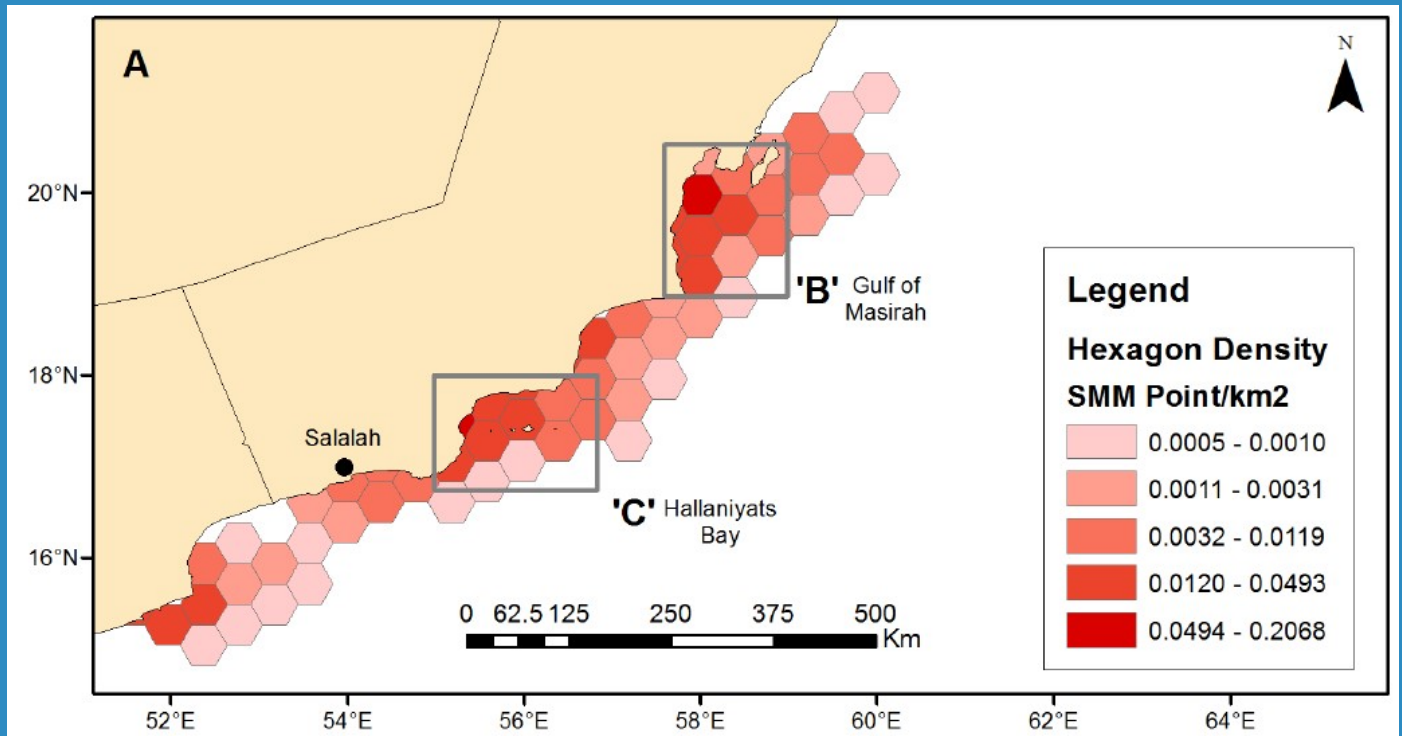 A
N
20°N
18°N
16°N
'B' Gulf of
Masirah
Salalah
'C' Hallaniyats
Bay
0 62.5 125 250 375 500
Km
Legend
Hexagon Density
SMM Point/km2
0.0005 - 0.0010
0.0011 - 0.0031
0.0032 - 0.0119
0.0120 - 0.0493
0.0494 - 0.2068
52°E 54°E 56°E 58°E 60°E 62°E 64°E